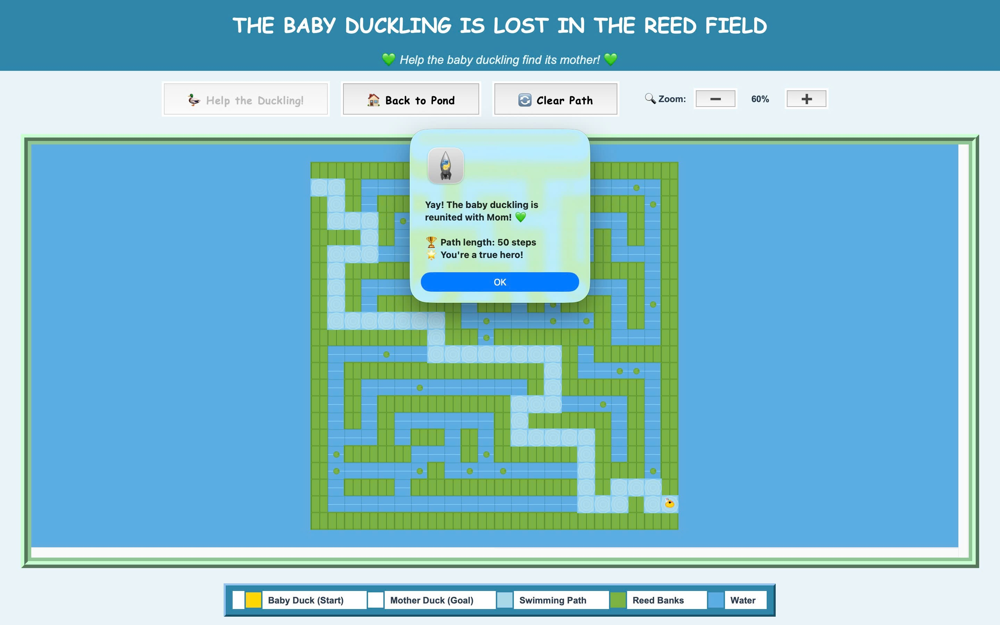 THE BABY DUCKLING IS LOST IN THE REED FIELD
💚 Help the baby duckling find its mother! 💚
🦆 Help the Duckling!
🏠 Back to Pond
🔄 Clear Path
🔍 Zoom:
−
60%
+
Yay! The baby duckling is
reunited with Mom! 💚
🏆 Path length: 50 steps
🌟 You're a true hero!
OK
Baby Duck (Start)
Mother Duck (Goal)
Swimming Path
Reed Banks
Water